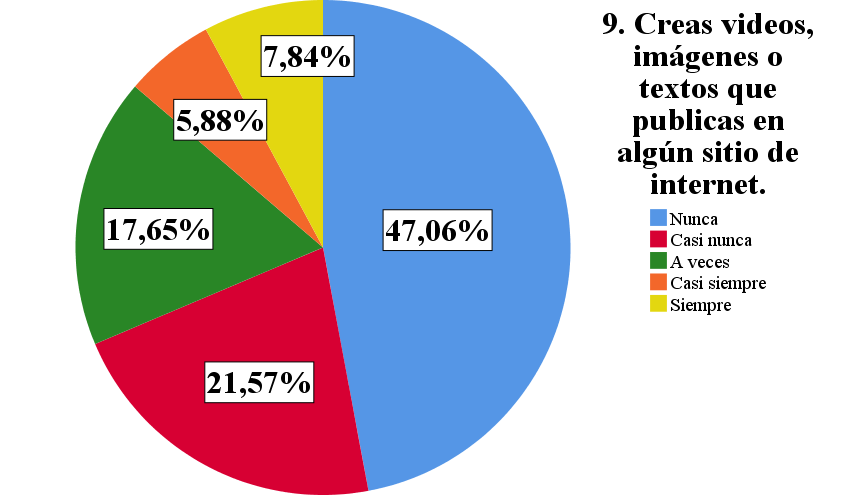 9. Creas videos,
imágenes o
textos que
publicas en
algún sitio de
internet.
Nunca
Casi nunca
A veces
Casi siempre
Siempre
7,84%
5,88%
17,65%
47,06%
21,57%